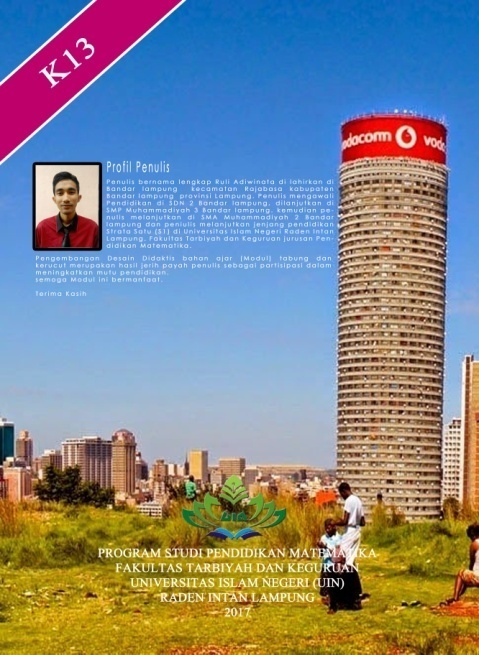 K13
vodacorm vodac
Profil Penulis
Penulis bernama lengkap Ruli Adiwinata di lahirkan di
Bandar lampung kecamatan Rajabasa kabupaten
Bandar lampung provinsi Lampung. Penulis mengawali
Pendidikan di SDN 2 Bandar lampung, dilanjutkan di
SMP Muhammadiyah 3 Bandar lampung, kemudian pe-
nulis melanjutkan di SMA Muhammadiyah 2 Bandar
lampung dan penlulis melanjutkan jenjang pendidikan
Strata Satu (S1) di Universitas Islam Negeri Raden Intan
Lampung, Fakultas Tarbiyah dan Keguruan Jurusan Pen-
didikan Matematika.
Pengembangan Desain Didaktis bahan ajar (Modul) tabung dan
kerucut merupakan hasil jerih payah penulis sebagai partisipasi dalam
meningkatkan mutu pendidikan.
semoga Modul ini bermanfaat.
Terima Kasih
PROGRAM STUDI PENDIDIKAN MATEMATIKA
FAKULTAS TARBIYAH DAN KEGURUAN
UNIVERSITAS ISLAM NEGERI (UIN)
RADEN INTAN LAMPUNG
2017